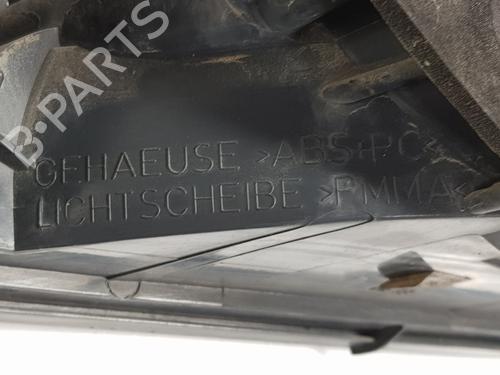 B-PARTS
GEHAEUSE >ABS+PC<
LICHTSCHEIBE >PMMA<